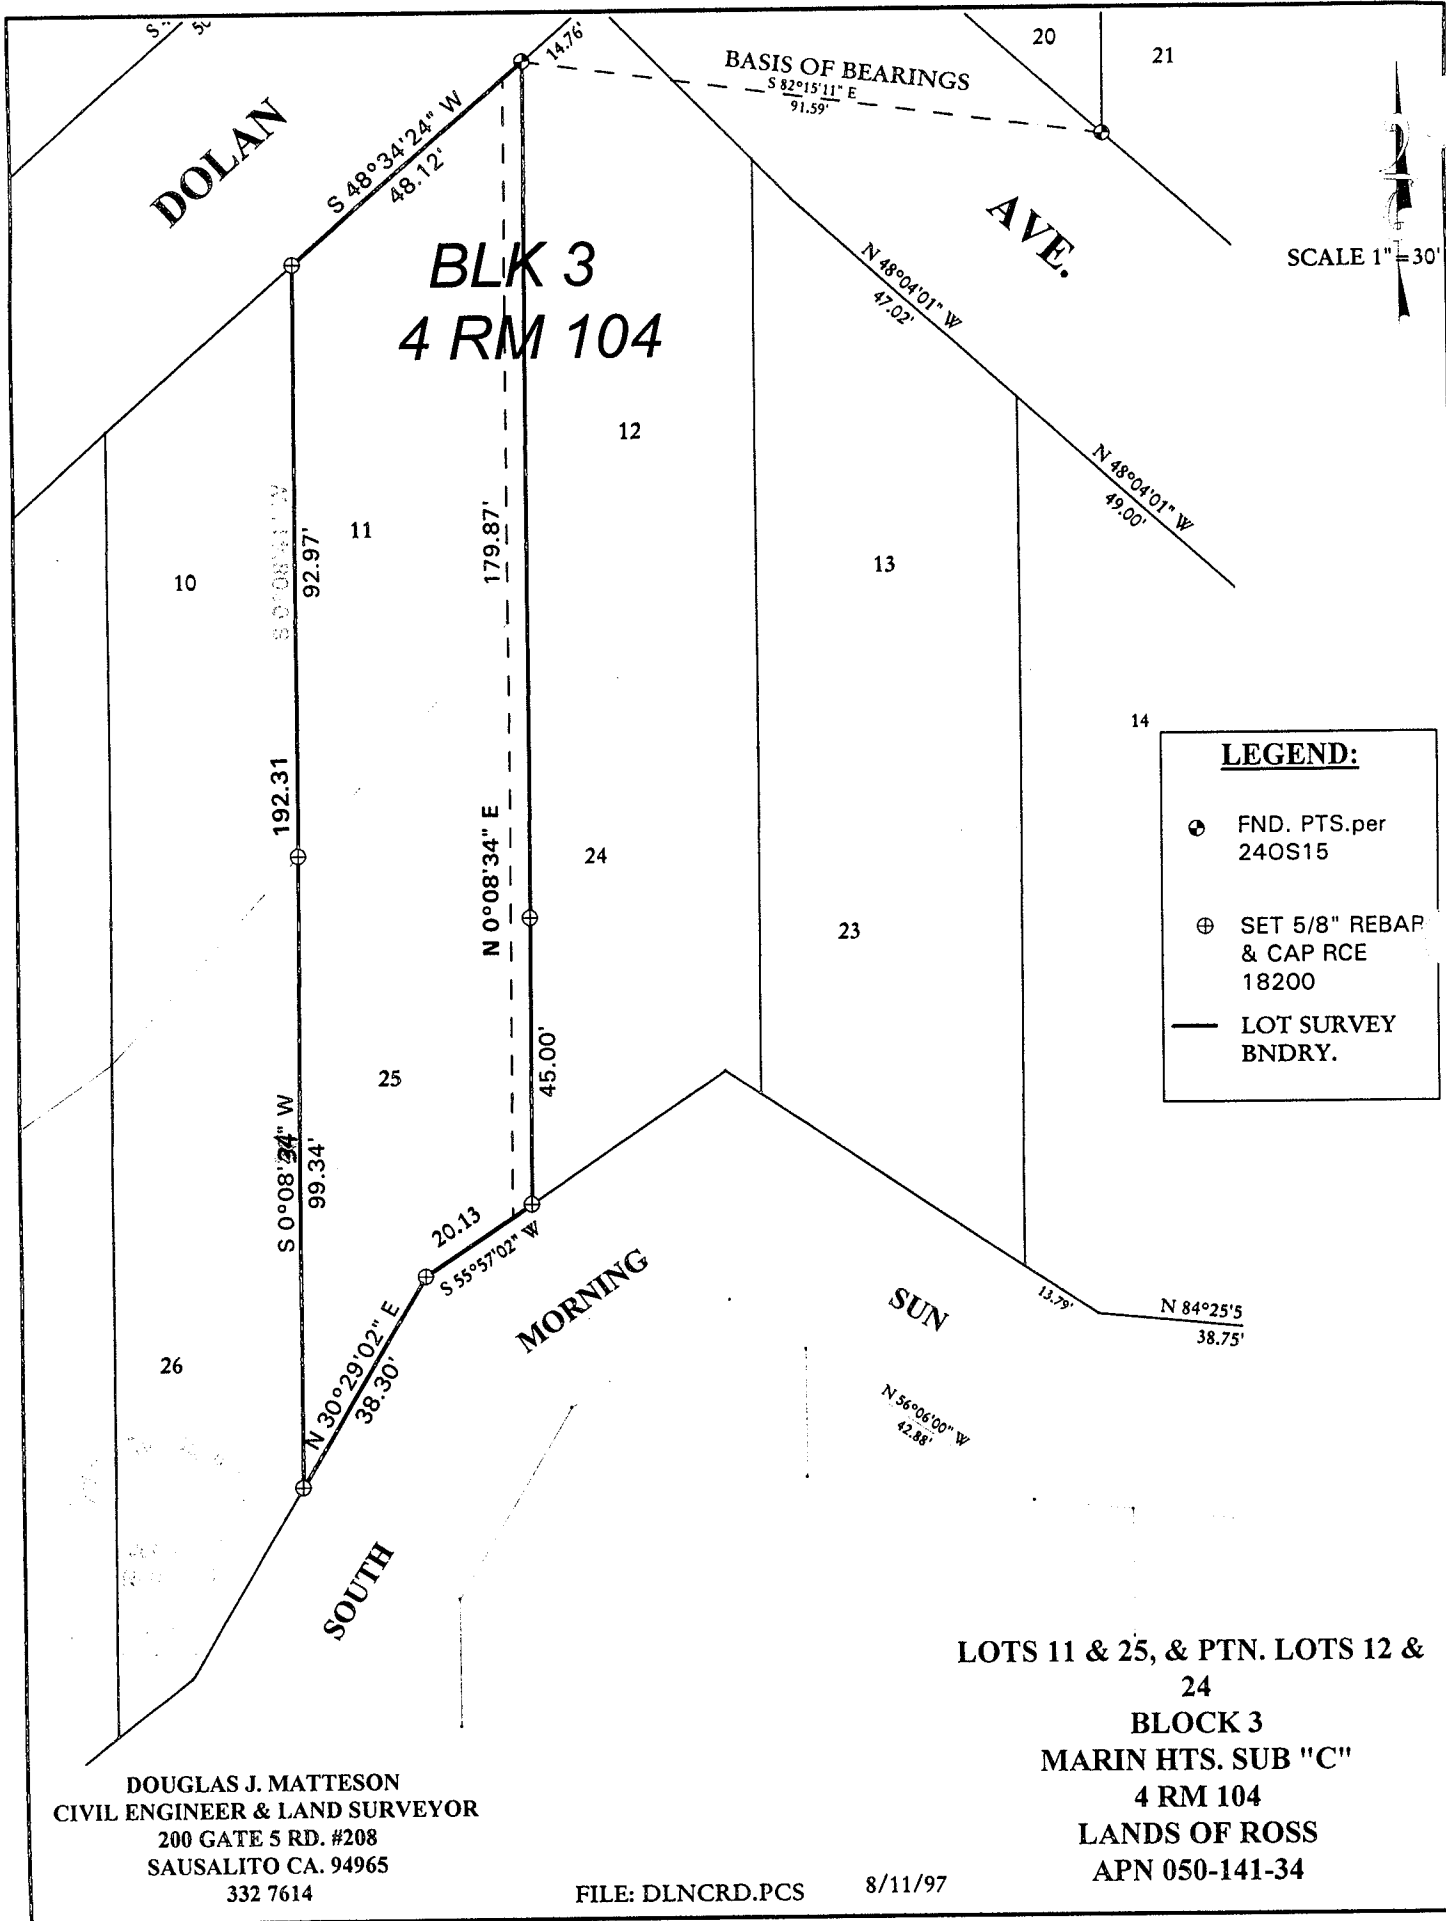 14.76'
BASIS OF BEARINGS
S 82°15'11" E
91.59'
20
21
DOLAN
S 48°34'24" W
48.12'
BLK 3
4 RM 104
AVE.
SCALE 1"=30'
N 48°04'01" W
47.02'
N 48°04'01" W
49.00'
12
11
10
13
92.97'
179.87'
14
LEGEND:
FND. PTS.per
24OS15
SET 5/8" REBAR
& CAP RCE
18200
LOT SURVEY
BNDRY.
192.31
N 0°08'34" E
24
23
25
45.00'
S 0°08'34" W
99.34'
20.13
S 55°57'02" W
N 30°29'02" E
38.30'
26
SOUTH
MORNING
SUN
13.79'
N 84°25'5
38.75'
N 56°06'00" W
42.88'
LOTS 11 & 25, & PTN. LOTS 12 &
24
BLOCK 3
MARIN HTS. SUB "C"
4 RM 104
LANDS OF ROSS
APN 050-141-34
DOUGLAS J. MATTESON
CIVIL ENGINEER & LAND SURVEYOR
200 GATE 5 RD. #208
SAUSALITO CA. 94965
332 7614
FILE: DLNCRD.PCS
8/11/97